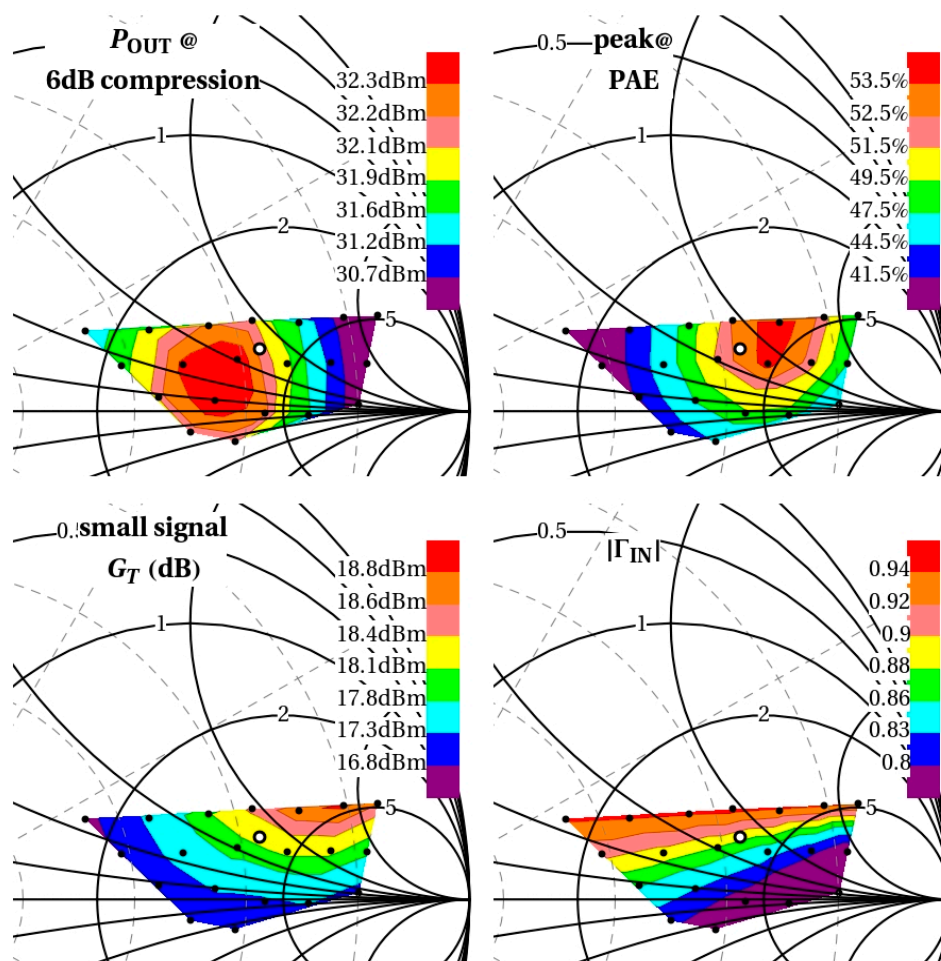 P_OUT @
6dB compression
32.3dBm
32.2dBm
32.1dBm
31.9dBm
31.6dBm
31.2dBm
30.7dBm
1
2
5
0.5
peak@
PAE
53.5%
52.5%
51.5%
49.5%
47.5%
44.5%
41.5%
1
2
5
small signal
G_T (dB)
18.8dBm
18.6dBm
18.4dBm
18.1dBm
17.8dBm
17.3dBm
16.8dBm
1
2
5
0.5
|Γ_IN|
0.94
0.92
0.9
0.88
0.86
0.83
0.8
1
2
5